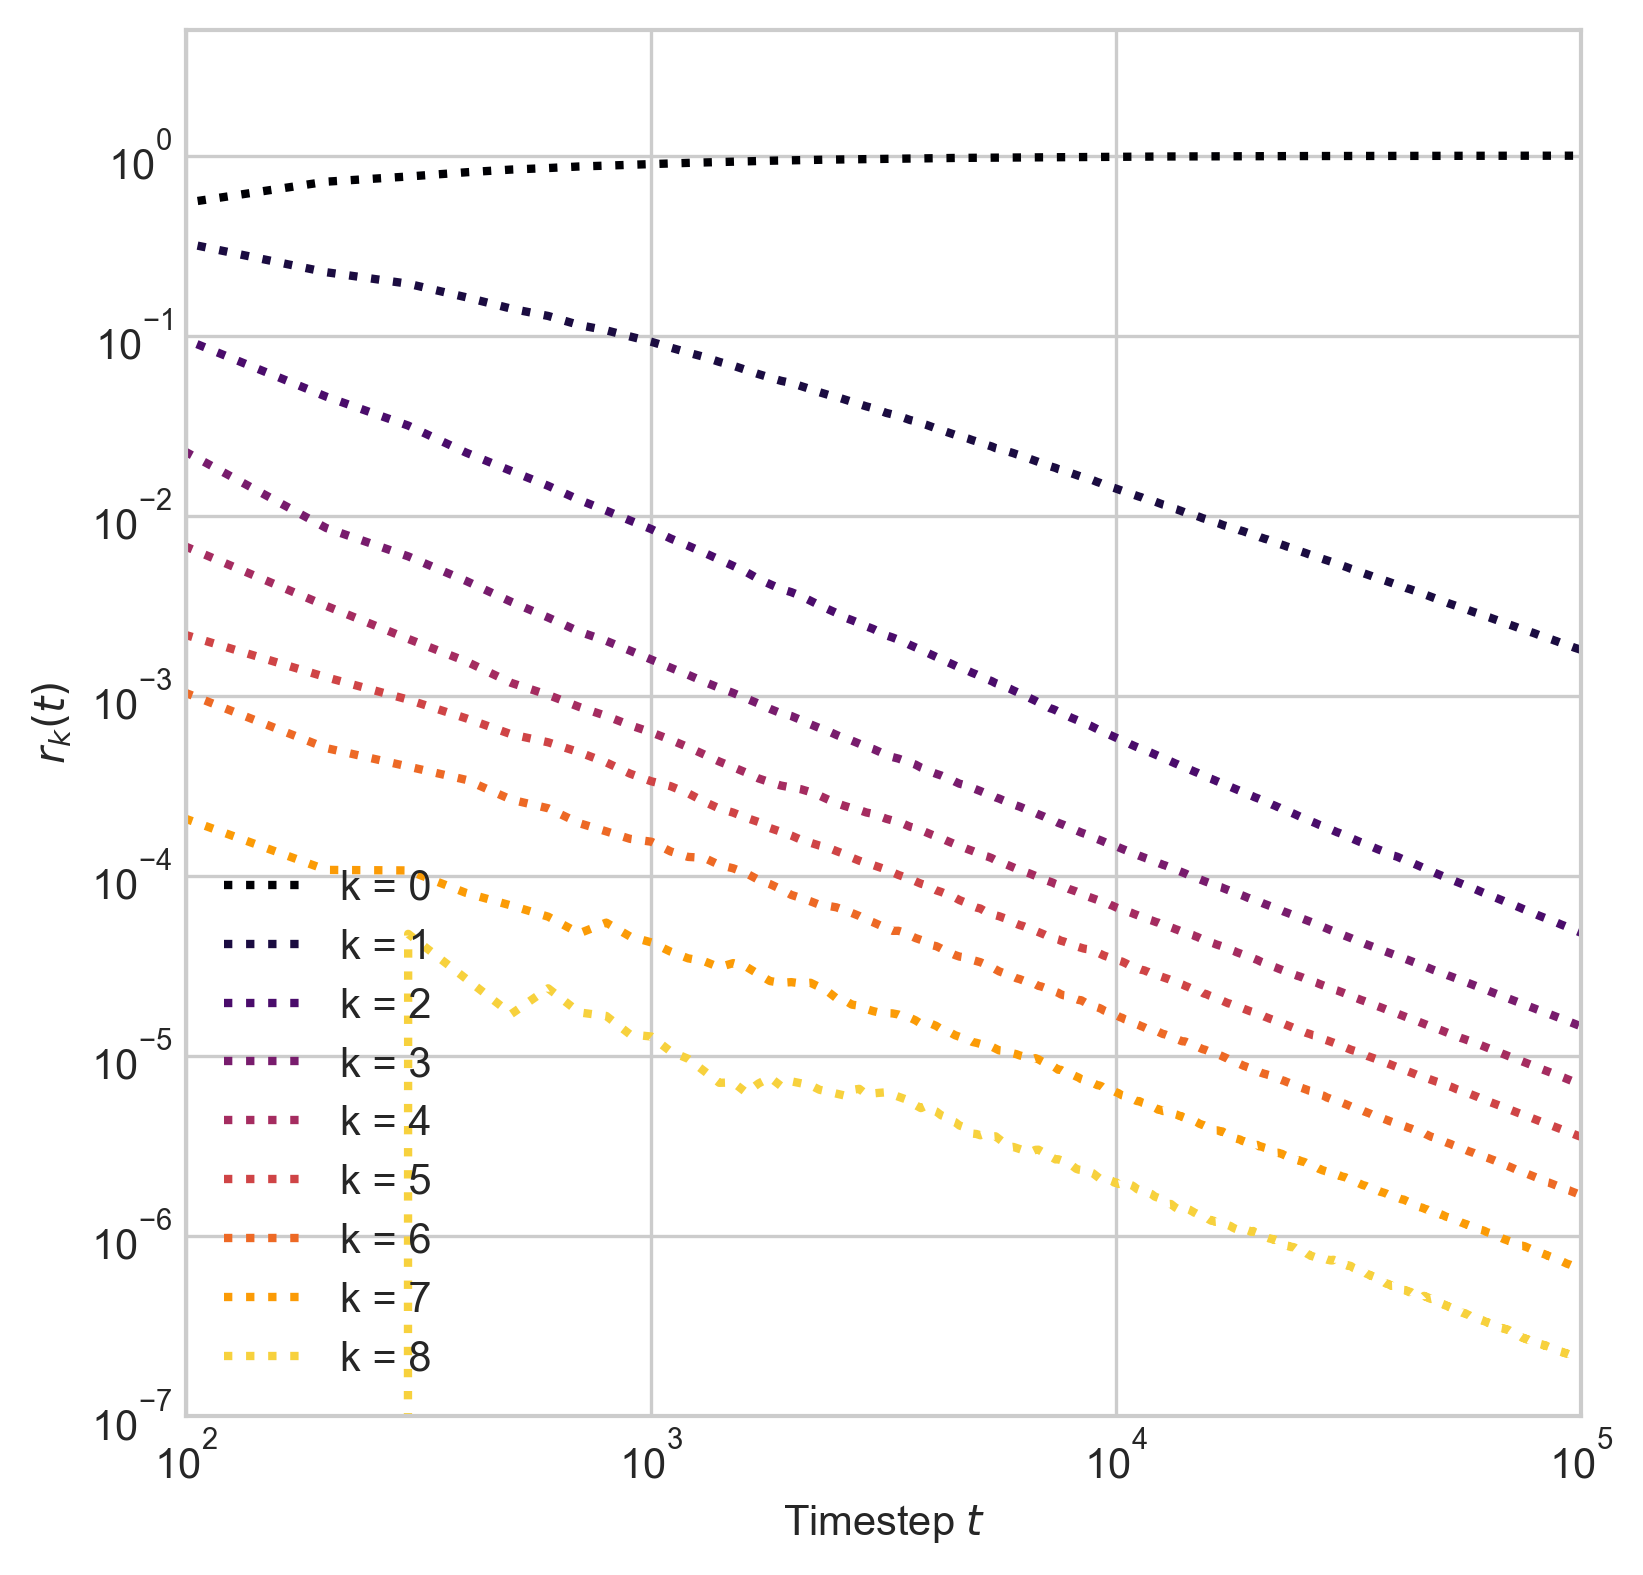 10^0
10^−1
10^−2
10^−3
10^−4
10^−5
10^−6
10^−7
r_k(t)
k = 0
k = 1
k = 2
k = 3
k = 4
k = 5
k = 6
k = 7
k = 8
10^2 10^3 10^4 10^5
Timestep t